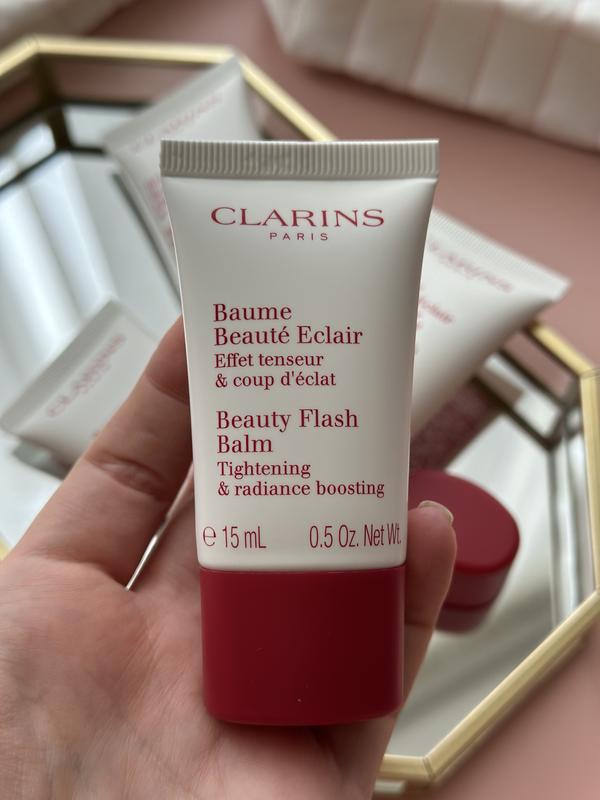 CLARINS
PARIS
Baume
Beauté Eclair
Effet tenseur
& coup d'éclat
Beauty Flash
Balm
Tightening
& radiance boosting
℮ 15 mL 0.5 Oz. Net Wt.